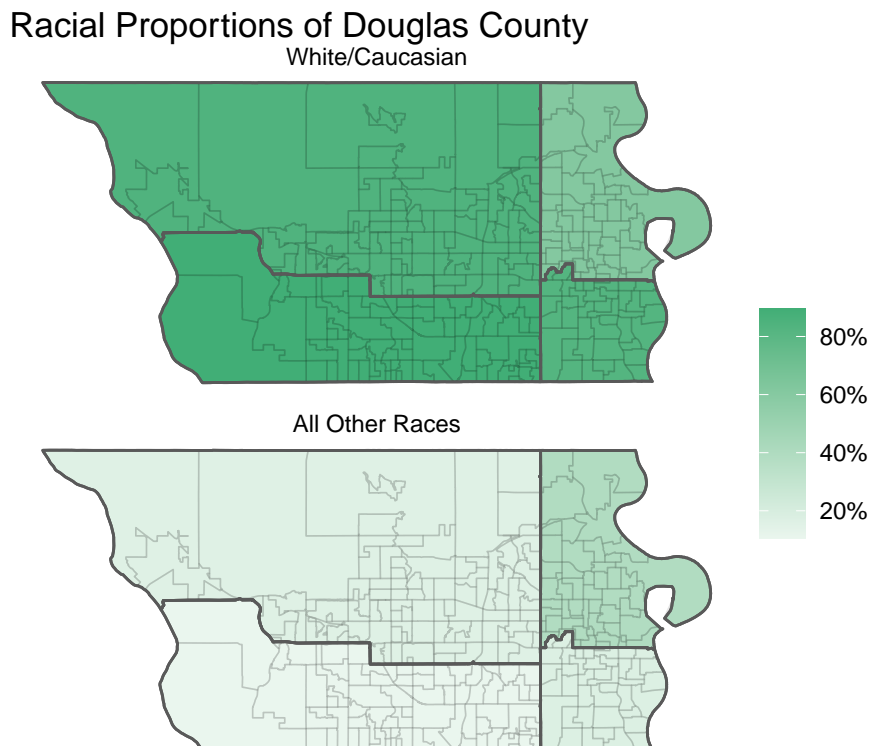 Racial Proportions of Douglas County
White/Caucasian
80%
60%
40%
20%
All Other Races